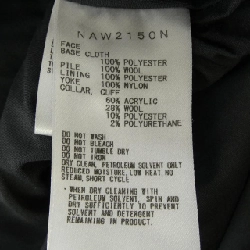 NAW215CN
FACE
BASE CLOTH 100% POLYESTER
PILE 100% WOOL
LINING 100% POLYESTER
YOKE 100% NYLON
COLLAR, CUFF
60% ACRYLIC
28% WOOL
10% POLYESTER
2% POLYURETHANE
DO NOT WASH
DO NOT BLEACH
DO NOT TUMBLE DRY
DO NOT IRON
DRY CLEAN, PETROLEUM SOLVENT ONLY
REDUCED MOISTURE, LOW HEAT NO
STEAM, SHORT CYCLE
• WHEN DRY CLEANING WITH
PETROLEUM SOLVENT, SPIN AND
DRY SUFFICIENTLY TO PREVENT
SOLVENT AND DETERGENT
REMAINED IN PRODUCT.